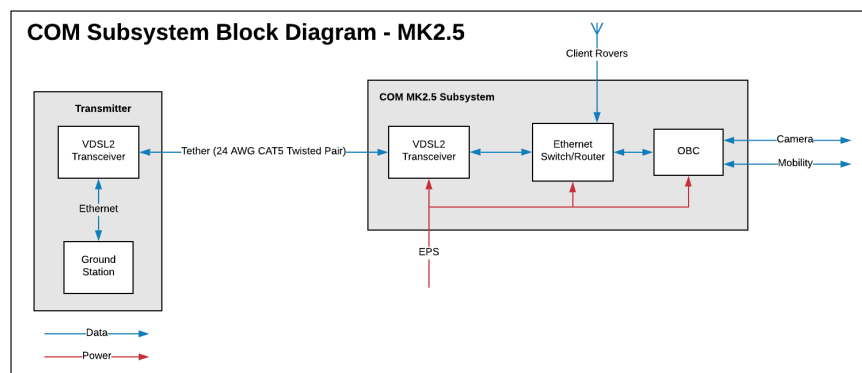 COM Subsystem Block Diagram - MK2.5
Client Rovers
Transmitter
COM MK2.5 Subsystem
VDSL2
Transceiver
Tether (24 AWG CAT5 Twisted Pair)
VDSL2
Transceiver
Ethernet
Switch/Router
OBC
Camera
Mobility
Ethernet
Ground
Station
EPS
Data
Power